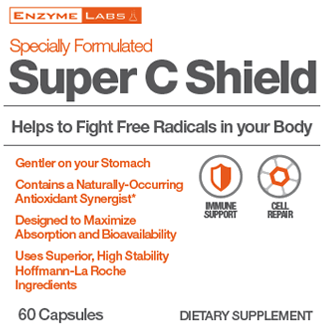 ENZYME LABS
Specially Formulated
Super C Shield
Helps to Fight Free Radicals in your Body
Gentler on your Stomach
Contains a Naturally-Occurring
Antioxidant Synergist*
Designed to Maximize
Absorption and Bioavailability
Uses Superior, High Stability
Hoffmann-La Roche
Ingredients
IMMUNE
SUPPORT
CELL
REPAIR
60 Capsules
DIETARY SUPPLEMENT